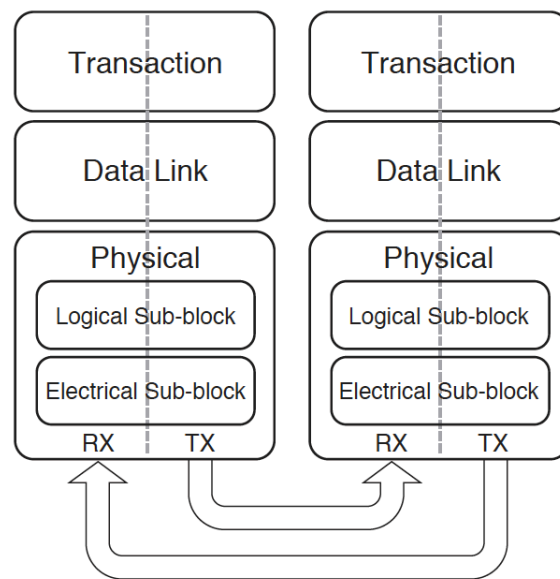 Transaction
Data Link
Physical
Logical Sub-block
Electrical Sub-block
RX TX
Transaction
Data Link
Physical
Logical Sub-block
Electrical Sub-block
RX TX